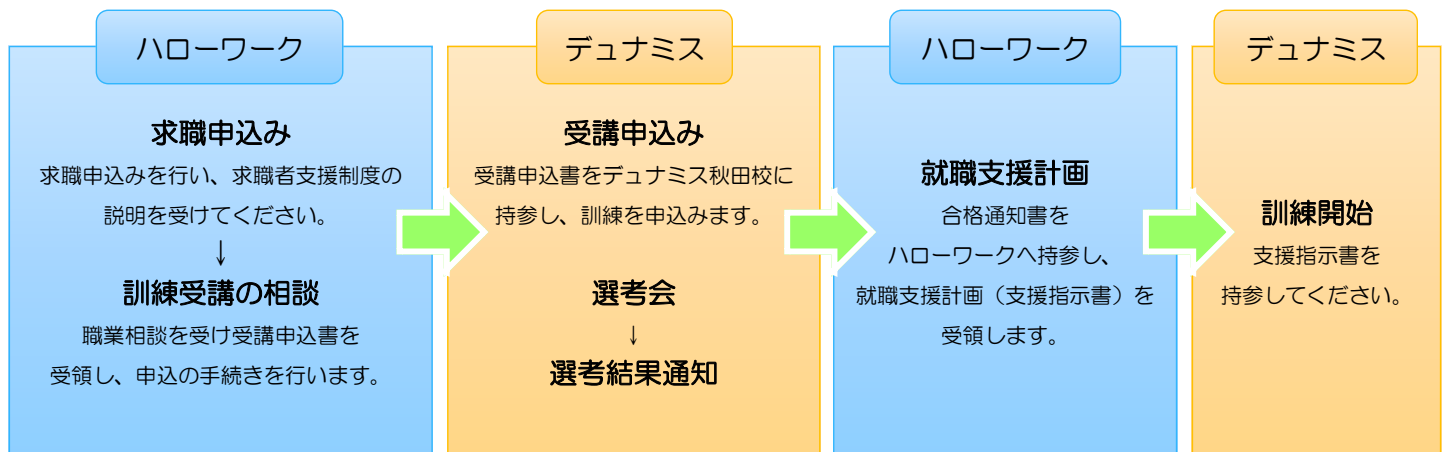 ハローワーク
求職申込み
求職申込みを行い、求職者支援制度の
説明を受けてください。
↓
訓練受講の相談
職業相談を受け受講申込書を
受領し、申込の手続きを行います。
デュナミス
受講申込み
受講申込書をデュナミス秋田校に
持参し、訓練を申込みます。
選考会
↓
選考結果通知
ハローワーク
就職支援計画
合格通知書を
ハローワークへ持参し、
就職支援計画（支援指示書）を
受領します。
デュナミス
訓練開始
支援指示書を
持参してください。